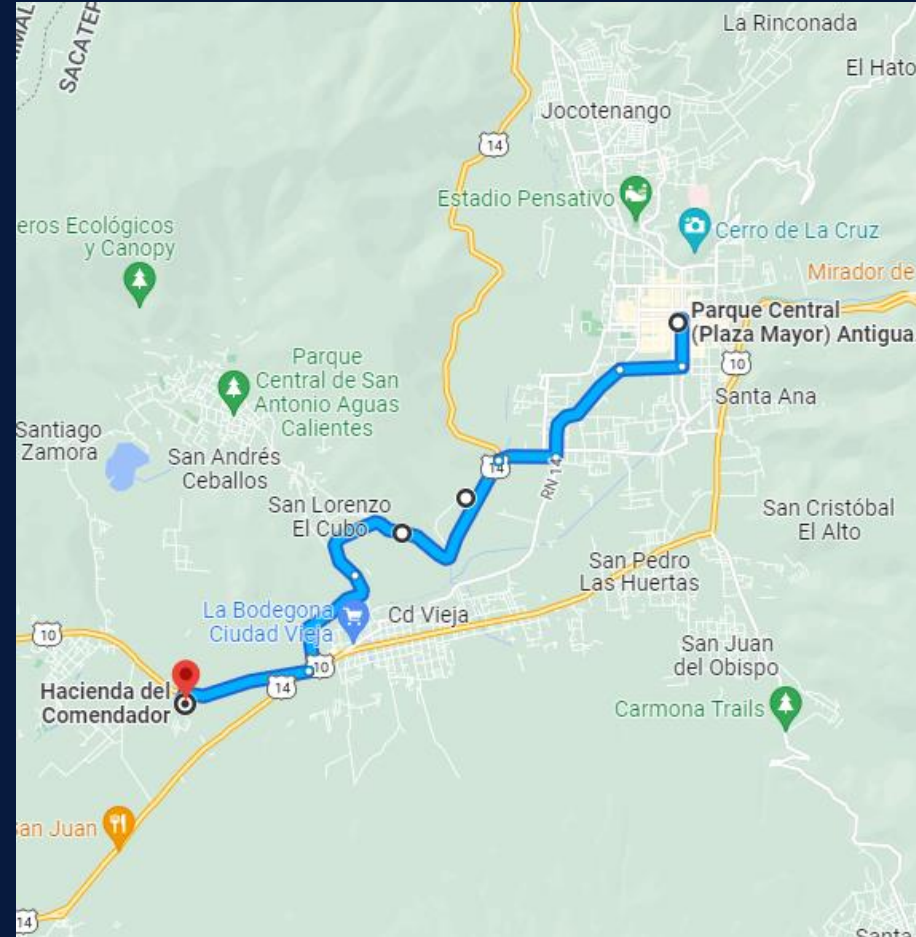 SACATEP
La Rinconada
El Hato
Jocotenango
14
Estadio Pensativo
Cerro de La Cruz
eros Ecológicos
y Canopy
Mirador de
Parque Central
(Plaza Mayor) Antigua
10
Parque
Central de San
Antonio Aguas
Calientes
Santa Ana
Santiago
Zamora
San Andrés
Ceballos
14
RN 14
San Lorenzo
El Cubo
San Cristóbal
El Alto
San Pedro
Las Huertas
La Bodegona
Ciudad Vieja
Cd Vieja
10
10
14
San Juan
del Obispo
Hacienda del
Comendador
Carmona Trails
San Juan
14
Santa